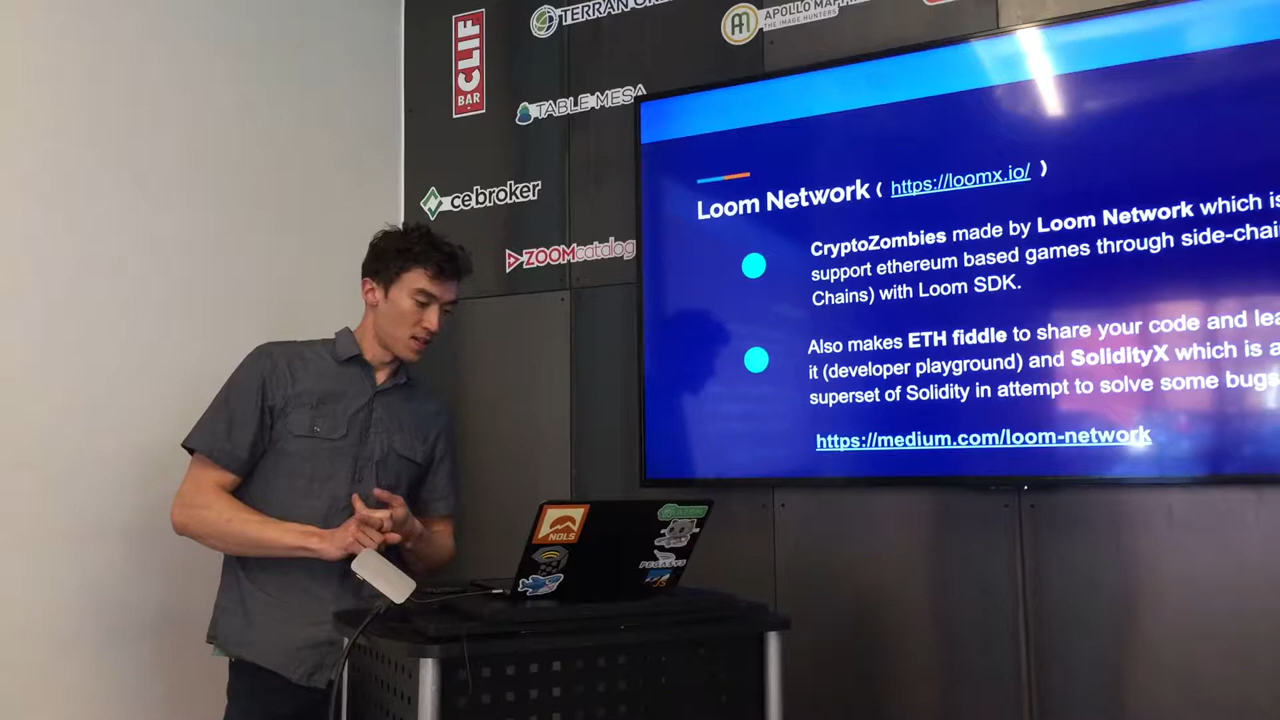 TERRAN
APOLLO
THE IMAGE HUNTERS
CLIF
BAR
TABLE MESA
cebroker
ZOOMcatalog
Loom Network ( https://loomx.io/ )
CryptoZombies made by Loom Network which is
support ethereum based games through side-chai
Chains) with Loom SDK.
Also makes ETH fiddle to share your code and lea
it (developer playground) and SolidityX which is a
superset of Solidity in attempt to solve some bugs
https://medium.com/loom-network
NOLS
PEGASYS
JS